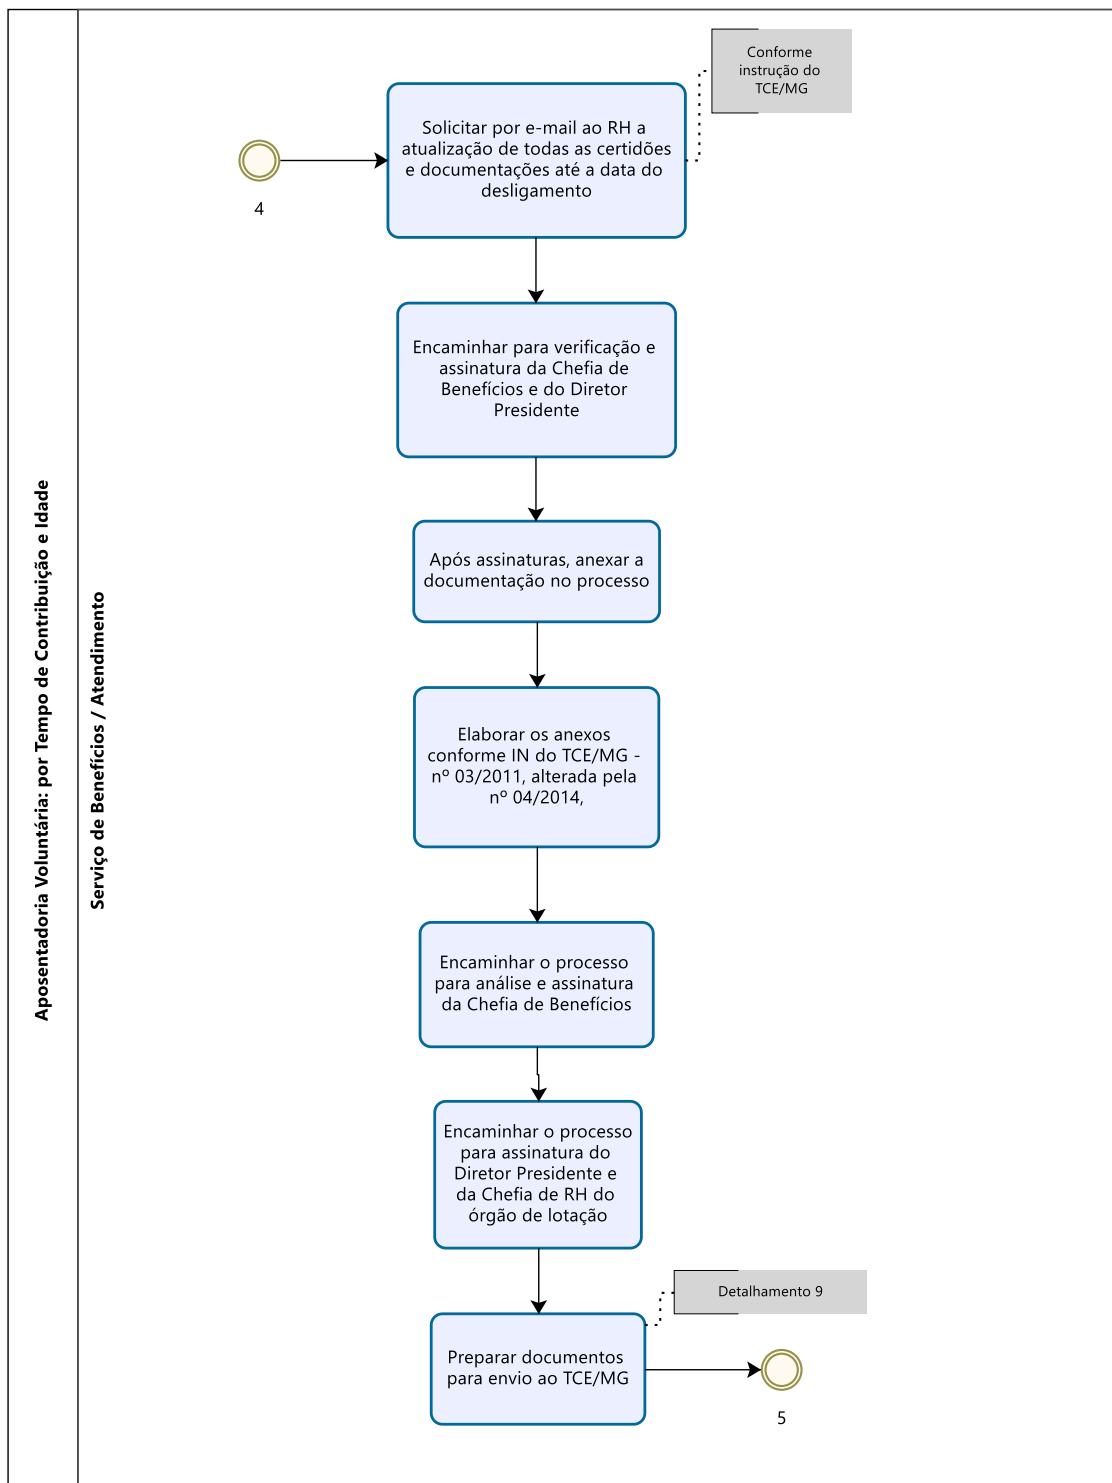 Aposentadoria Voluntária: por Tempo de Contribuição e Idade
Serviço de Benefícios / Atendimento
Conforme
instrução do
TCE/MG
Solicitar por e-mail ao RH a
atualização de todas as certidões
e documentações até a data do
desligamento
4
Encaminhar para verificação e
assinatura da Chefia de
Benefícios e do Diretor
Presidente
Após assinaturas, anexar a
documentação no processo
Elaborar os anexos
conforme IN do TCE/MG -
nº 03/2011, alterada pela
nº 04/2014,
Encaminhar o processo
para análise e assinatura
da Chefia de Benefícios
Encaminhar o processo
para assinatura do
Diretor Presidente e
da Chefia de RH do
órgão de lotação
Detalhamento 9
Preparar documentos
para envio ao TCE/MG
5